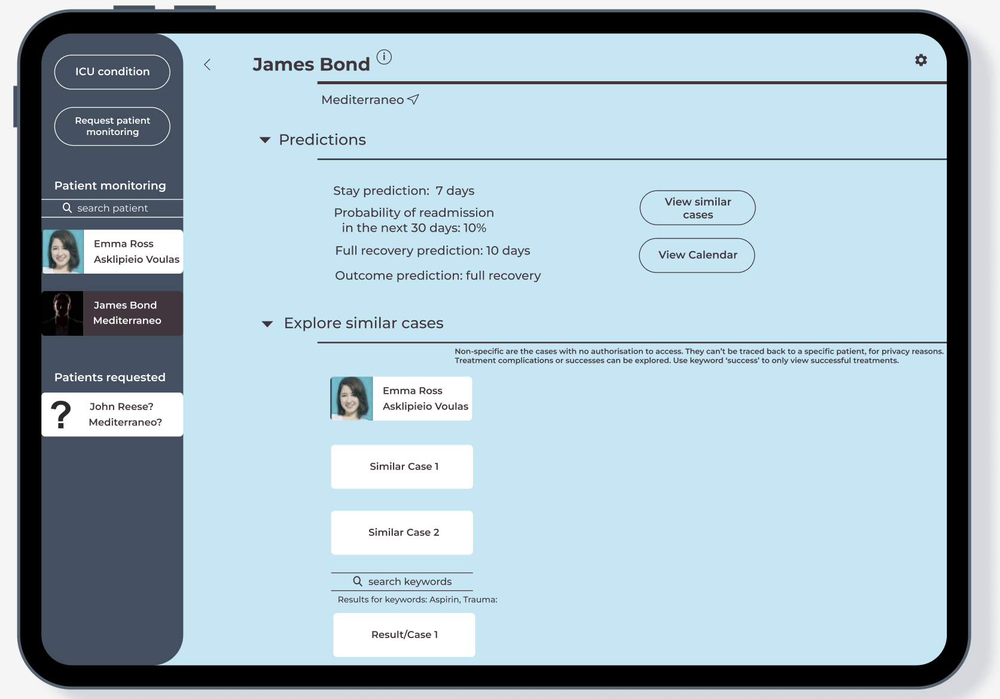 ICU condition
Request patient
monitoring
Patient monitoring
search patient
Emma Ross
Asklipieio Voulas
James Bond
Mediterraneo
Patients requested
?
John Reese?
Mediterraneo?
James Bond
i
Mediterraneo
Predictions
Stay prediction: 7 days
Probability of readmission
in the next 30 days: 10%
Full recovery prediction: 10 days
Outcome prediction: full recovery
View similar
cases
View Calendar
Explore similar cases
Non-specific are the cases with no authorisation to access. They can't be traced back to a specific patient, for privacy reasons.
Treatment complications or successes can be explored. Use keyword ‘success’ to only view successful treatments.
Emma Ross
Asklipieio Voulas
Similar Case 1
Similar Case 2
search keywords
Results for keywords: Aspirin, Trauma:
Result/Case 1